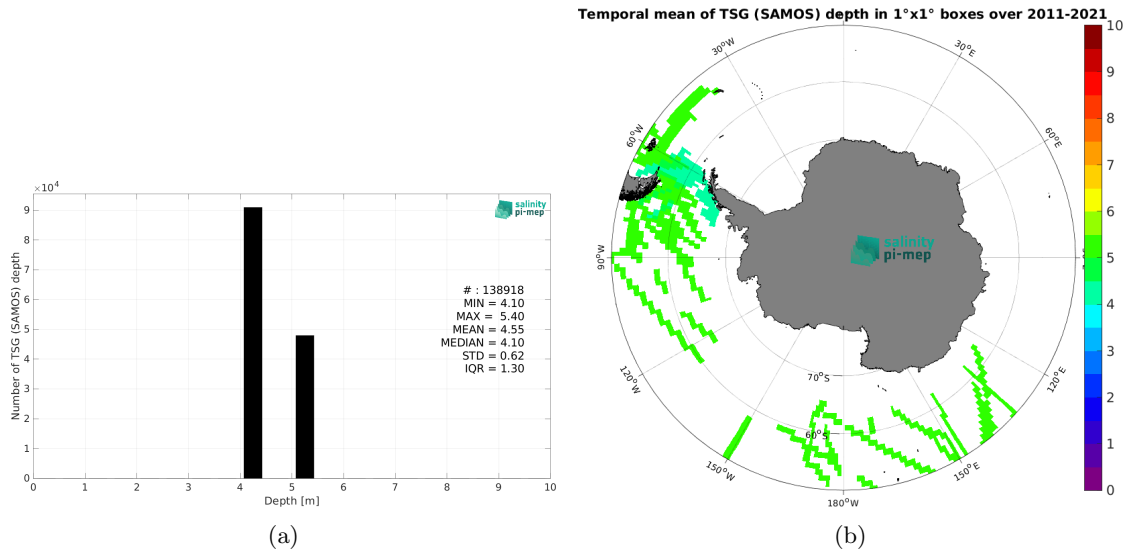 Temporal mean of TSG (SAMOS) depth in 1°x1° boxes over 2011-2021
×10⁴
9
8
7
6
5
4
3
2
1
0
Number of TSG (SAMOS) depth
0 1 2 3 4 5 6 7 8 9 10
Depth [m]
salinity
pi-mep
# : 138918
MIN = 4.10
MAX = 5.40
MEAN = 4.55
MEDIAN = 4.10
STD = 0.62
IQR = 1.30
(a)
30°W
30°E
60°W
60°E
90°W
120°W
120°E
150°W
150°E
180°W
70°S
60°S
salinity
pi-mep
10
9
8
7
6
5
4
3
2
1
0
(b)